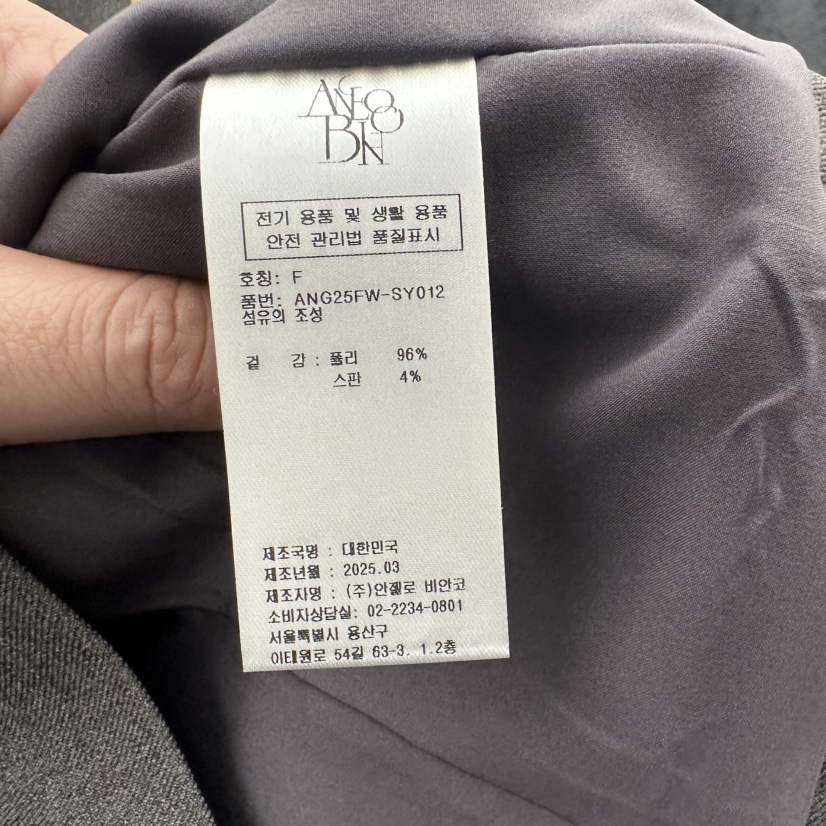 ANGELO
BIANCO
전기 용품 및 생활 용품
안전 관리법 품질표시
호칭: F
품번: ANG25FW-SY012
섬유의 조성
겉 감 : 폴리 96%
스판 4%
제조국명 : 대한민국
제조년월 : 2025.03
제조자명 : (주)안젤로 비안코
소비자상담실: 02-2234-0801
서울특별시 용산구
이태원로 54길 63-3, 1.2층